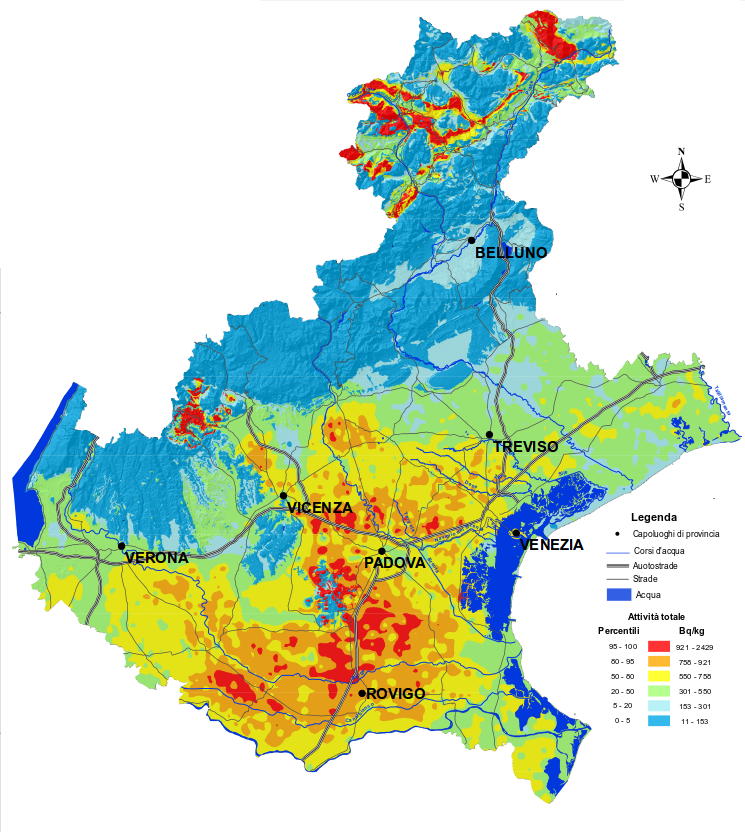 N
W E
S
BELLUNO
TREVISO
VICENZA
VENEZIA
VERONA
PADOVA
ROVIGO
Legenda
Capoluoghi di provincia
Corsi d'acqua
Auotostrade
Strade
Acqua
Attività totale
Percentili Bq/kg
95 - 100 921 - 2429
80 - 95 758 - 921
50 - 80 550 - 758
20 - 50 301 - 550
5 - 20 153 - 301
0 - 5 11 - 153